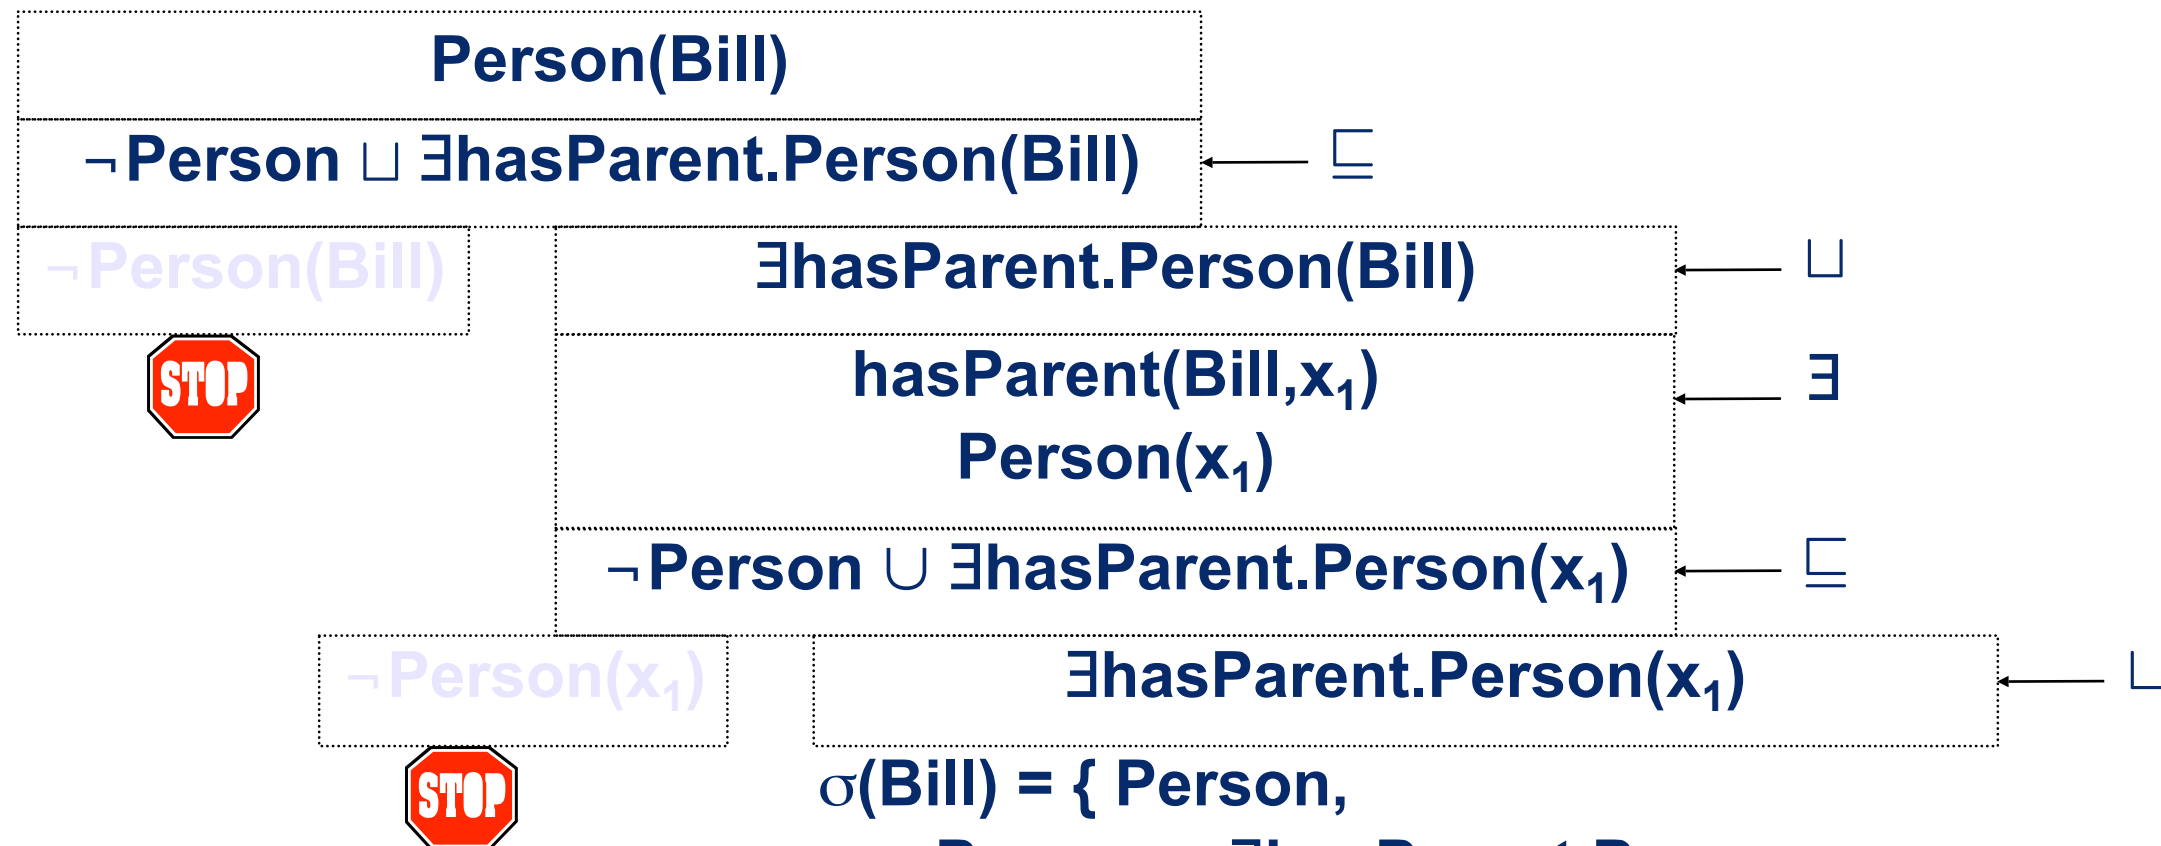 Person(Bill)
¬Person ⊔ ∃hasParent.Person(Bill) ⊑
¬Person(Bill) ∃hasParent.Person(Bill) ⊔
STOP
hasParent(Bill,x₁) ∃
Person(x₁)
¬Person ∪ ∃hasParent.Person(x₁) ⊑
¬Person(x₁) ∃hasParent.Person(x₁)
STOP
σ(Bill) = { Person,